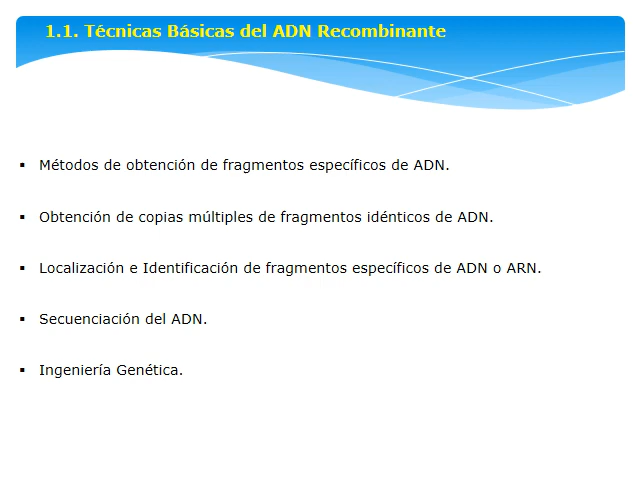 1.1. Técnicas Básicas del ADN Recombinante
▪ Métodos de obtención de fragmentos específicos de ADN.
▪ Obtención de copias múltiples de fragmentos idénticos de ADN.
▪ Localización e Identificación de fragmentos específicos de ADN o ARN.
▪ Secuenciación del ADN.
▪ Ingeniería Genética.